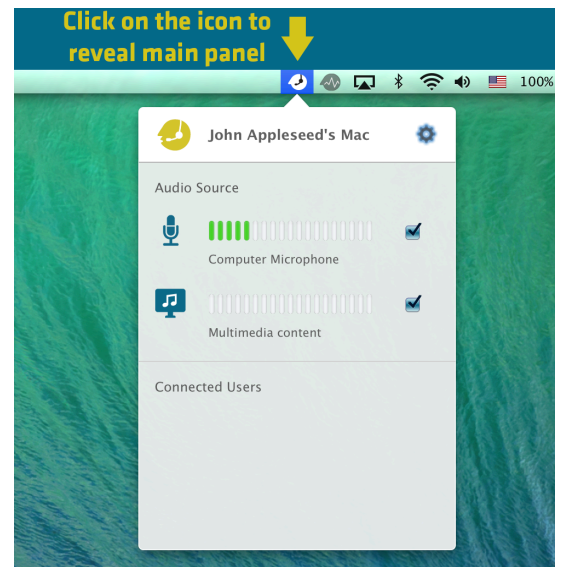 Click on the icon to
reveal main panel
100%
John Appleseed's Mac
Audio Source
Computer Microphone
Multimedia content
Connected Users